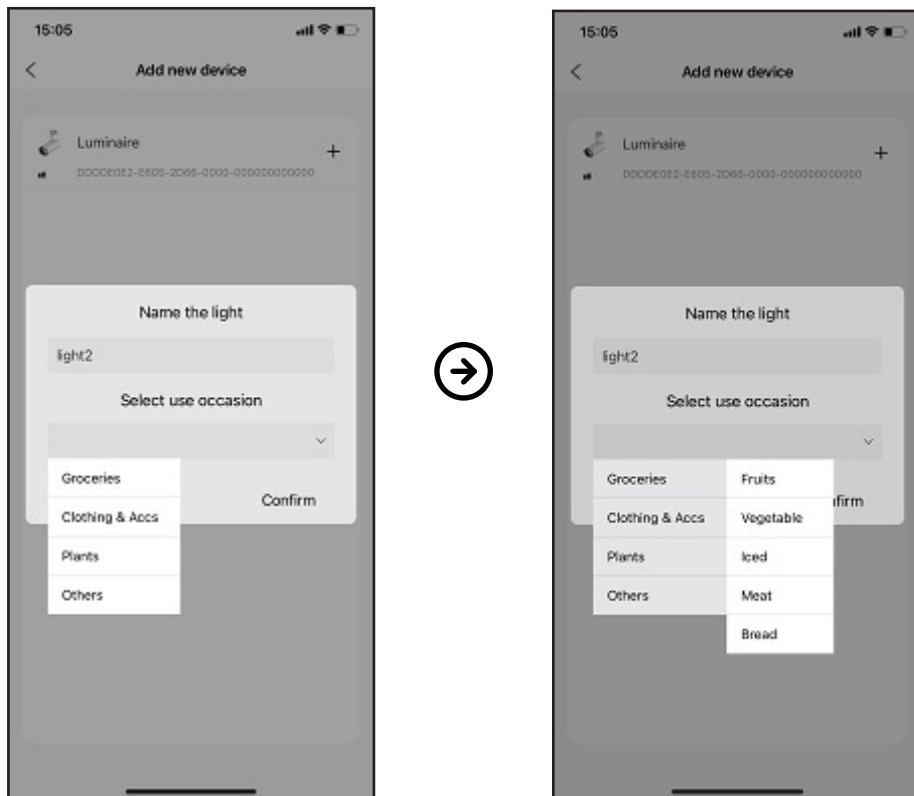 15:05
Add new device
Luminaire
Name the light
light2
Select use occasion
Groceries
Confirm
Clothing & Accs
Plants
Others
15:05
Add new device
Luminaire
Name the light
light2
Select use occasion
Groceries
Fruits
Clothing & Accs
Vegetable
firm
Plants
Iced
Others
Meat
Bread